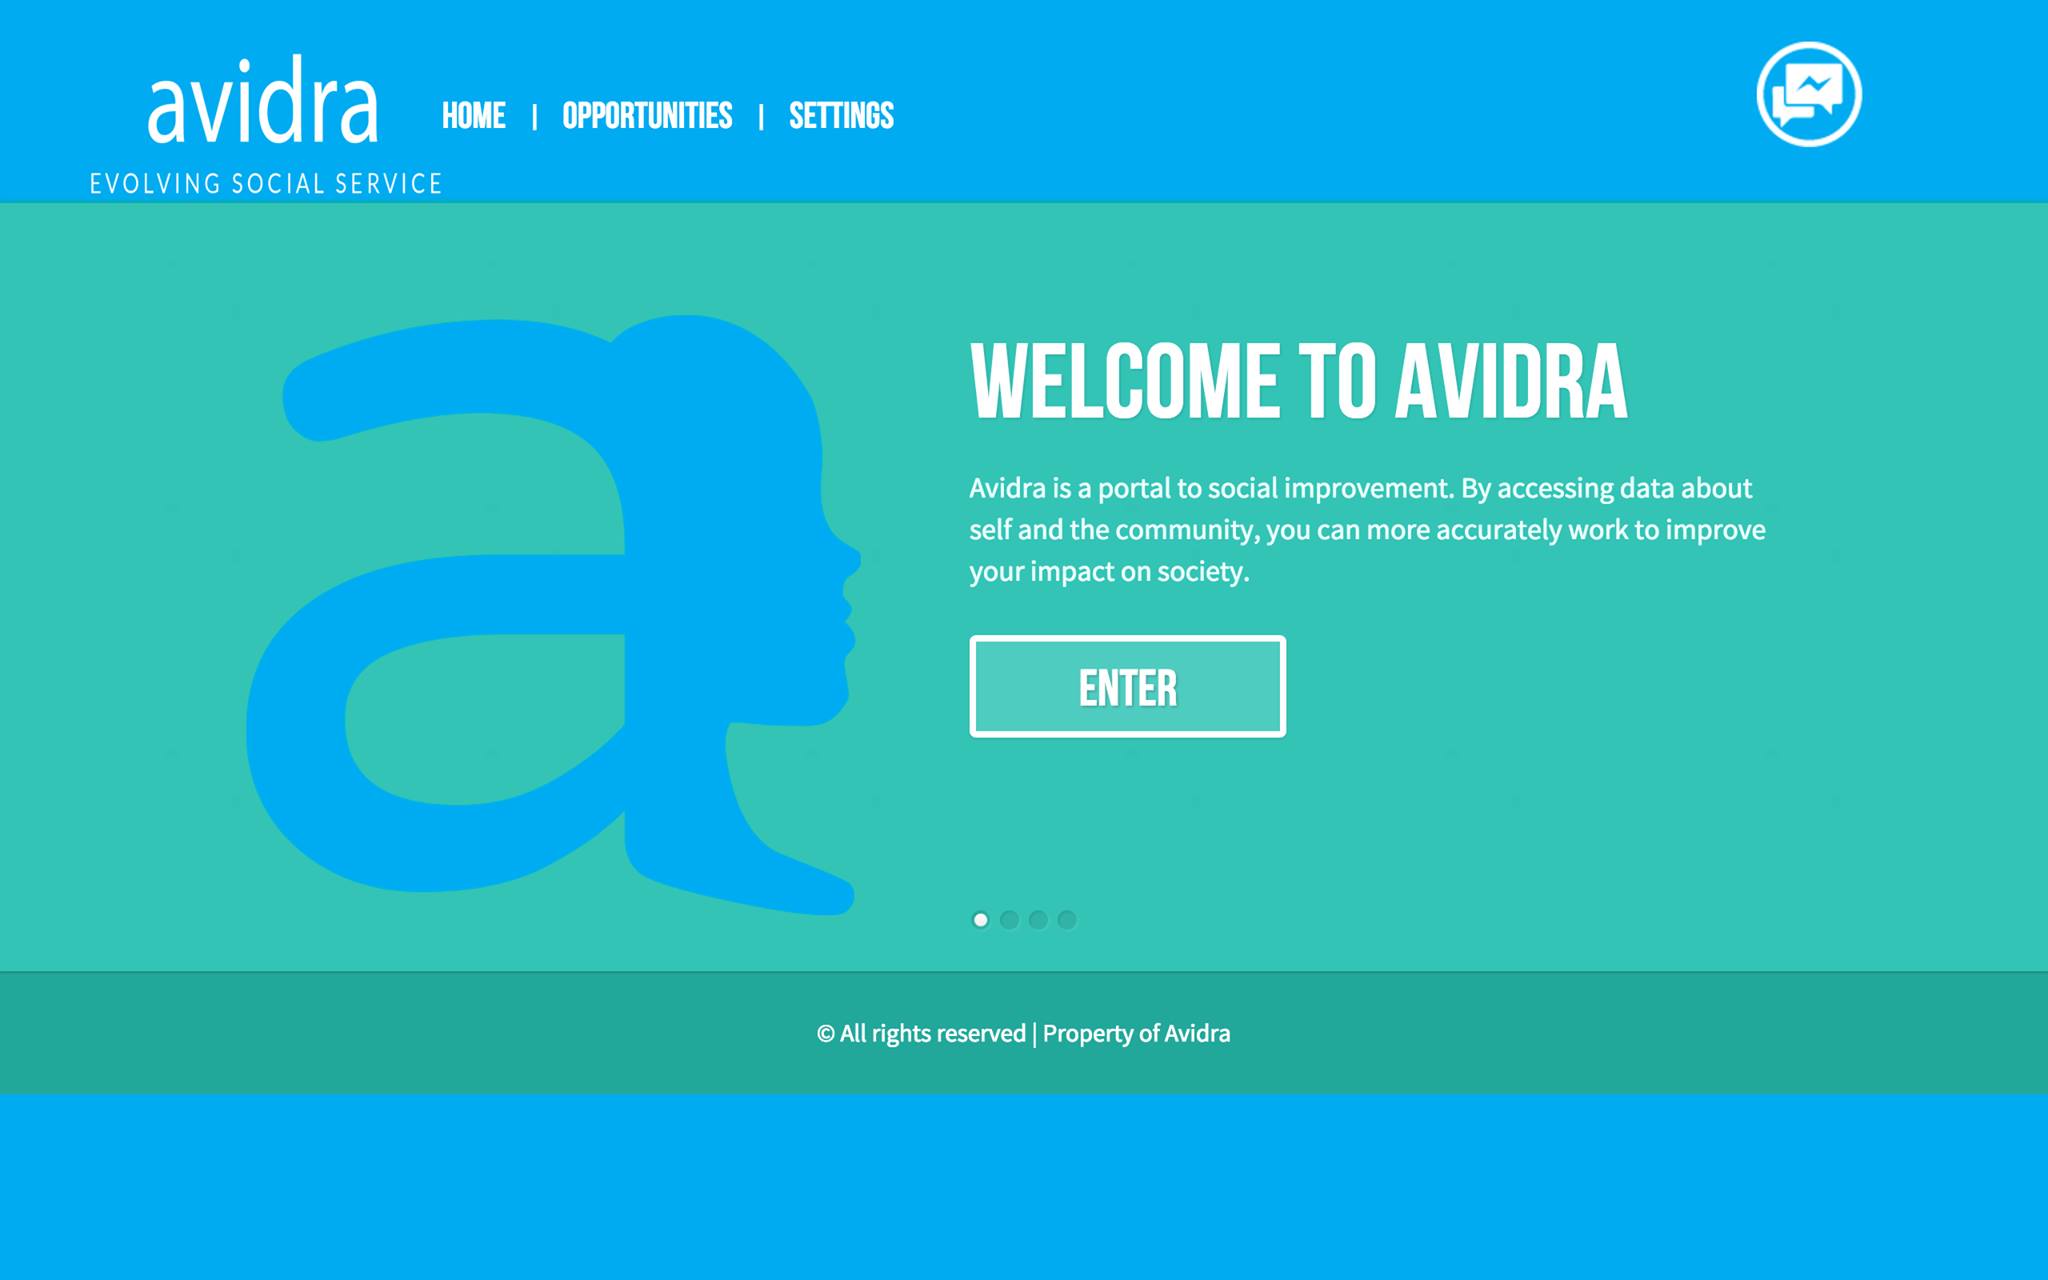 avidra
EVOLVING SOCIAL SERVICE
HOME | OPPORTUNITIES | SETTINGS
WELCOME TO AVIDRA
Avidra is a portal to social improvement. By accessing data about
self and the community, you can more accurately work to improve
your impact on society.
ENTER
© All rights reserved | Property of Avidra